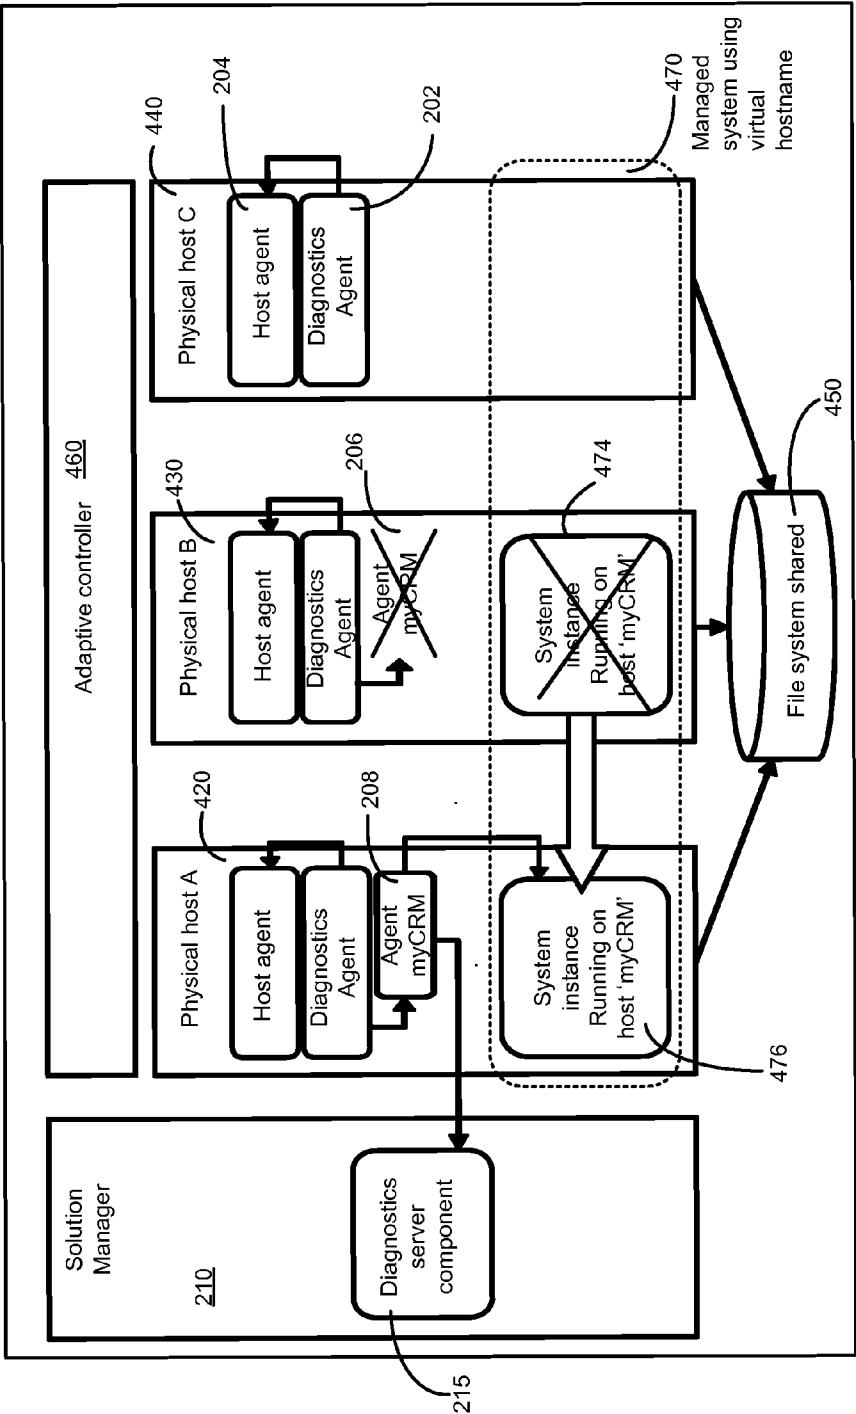 Solution
Manager
210
Diagnostics
server
component
215
Adaptive controller
460
Physical host A
420
Host agent
Diagnostics
Agent
Agent
myCRM
208
System
instance
Running on
host ‘myCRM’
476
Physical host B
430
Host agent
Diagnostics
Agent
Agent
myCRM
206
System
instance
Running on
host ‘myCRM’
474
Physical host C
440
204
Host agent
Diagnostics
Agent
202
470
Managed
system using
virtual
hostname
File system shared
450